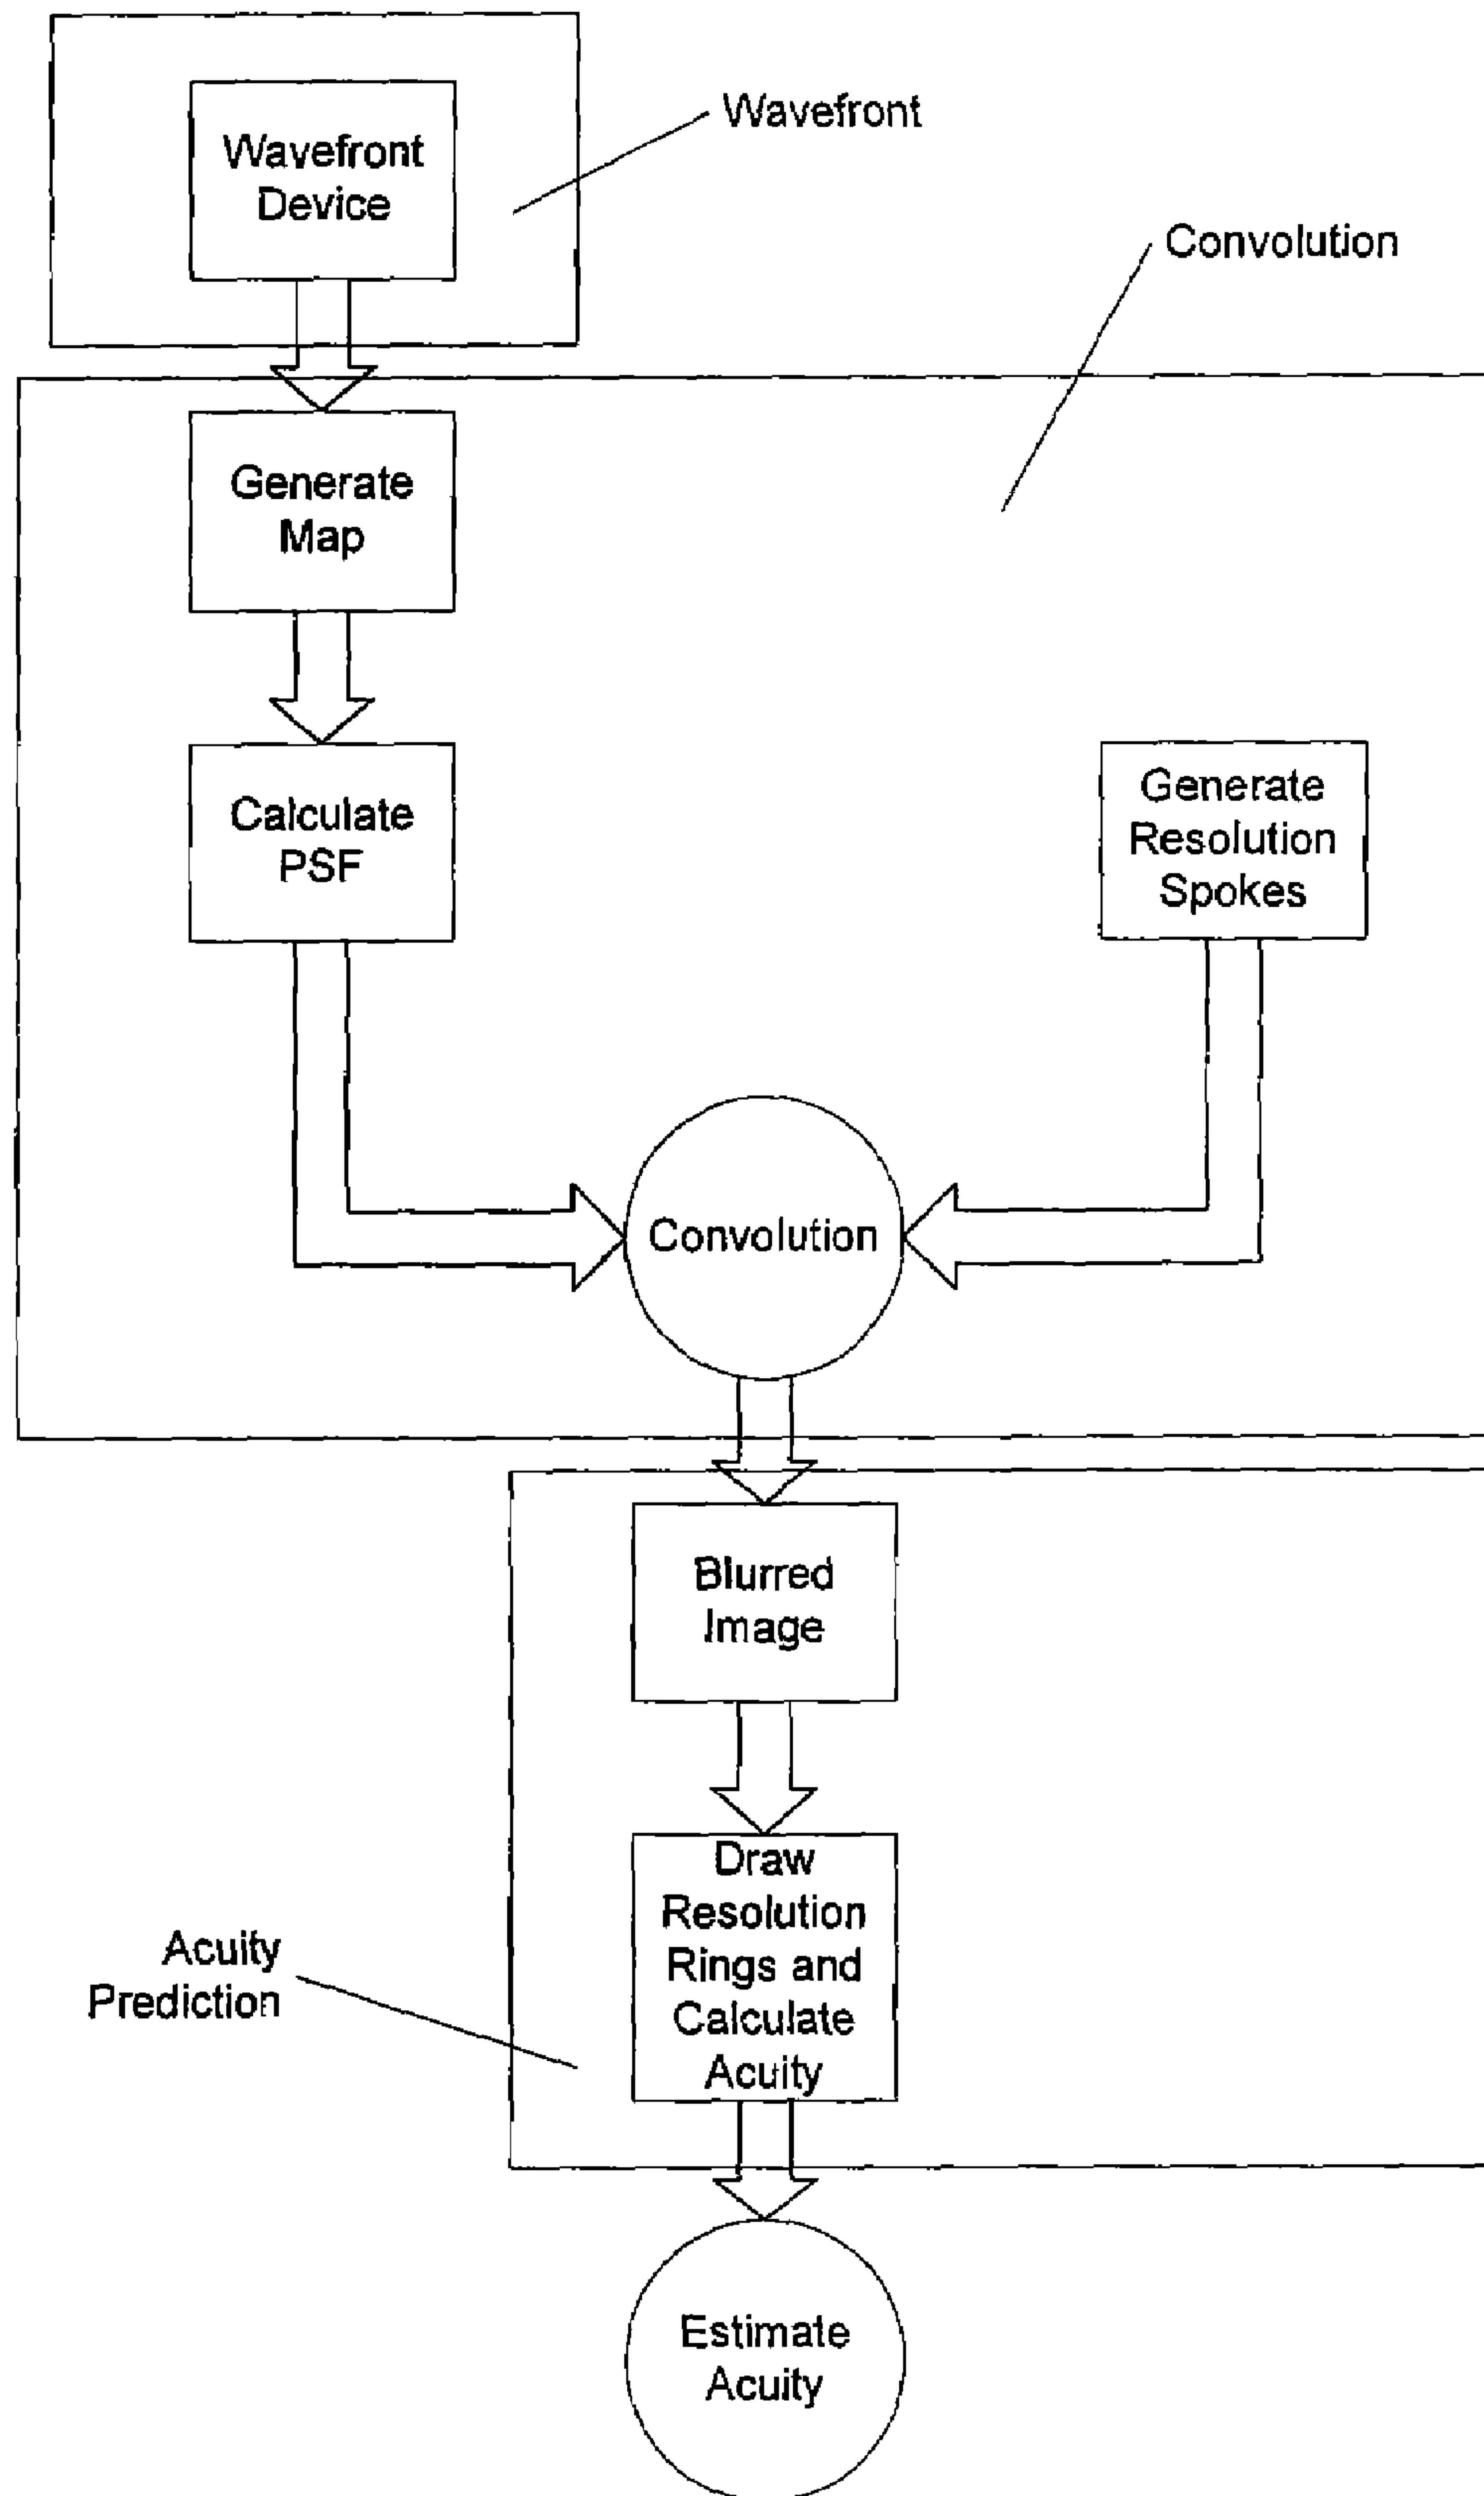 Wavefront
Wavefront
Device
Convolution
Generate
Map
Calculate
PSF
Generate
Resolution
Spokes
Convolution
Blurred
Image
Draw
Resolution
Rings and
Calculate
Acuity
Acuity
Prediction
Estimate
Acuity